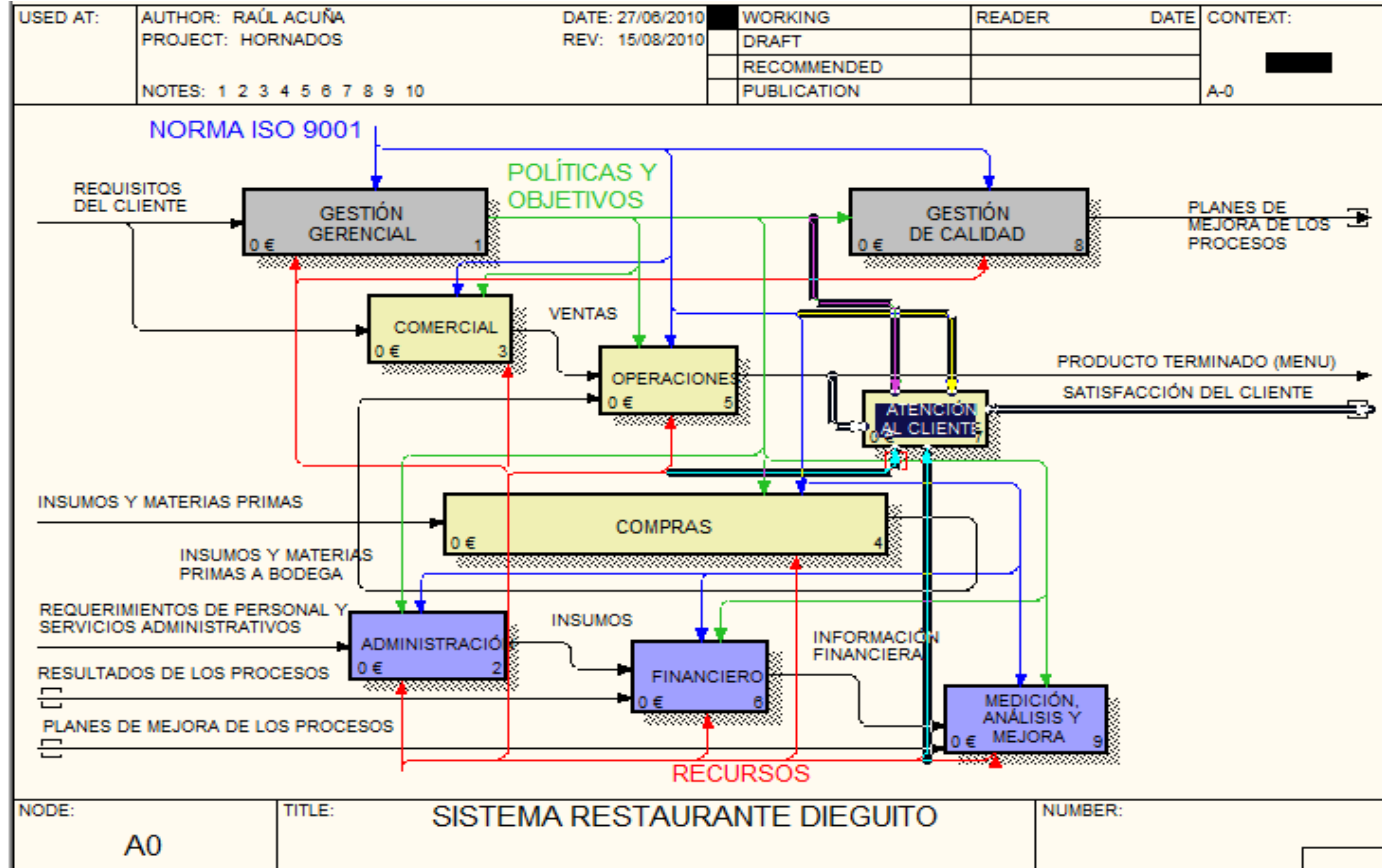 USED AT:
AUTHOR: RAÚL ACUÑA
DATE: 27/06/2010
WORKING
READER
DATE
CONTEXT:
PROJECT: HORNADOS
REV: 15/08/2010
DRAFT
RECOMMENDED
NOTES: 1 2 3 4 5 6 7 8 9 10
PUBLICATION
A-0
NORMA ISO 9001
POLÍTICAS Y
OBJETIVOS
REQUISITOS
DEL CLIENTE
GESTIÓN
GERENCIAL
0 €
1
GESTIÓN
DE CALIDAD
0 €
8
PLANES DE
MEJORA DE LOS
PROCESOS
COMERCIAL
0 €
3
VENTAS
OPERACIONES
0 €
5
PRODUCTO TERMINADO (MENU)
SATISFACCIÓN DEL CLIENTE
ATENCIÓN
AL CLIENTE
0 €
7
INSUMOS Y MATERIAS PRIMAS
COMPRAS
0 €
4
INSUMOS Y MATERIAS
PRIMAS A BODEGA
REQUERIMIENTOS DE PERSONAL Y
SERVICIOS ADMINISTRATIVOS
ADMINISTRACIÓ
0 €
2
INSUMOS
RESULTADOS DE LOS PROCESOS
FINANCIERO
0 €
6
INFORMACIÓN
FINANCIERA
PLANES DE MEJORA DE LOS PROCESOS
MEDICIÓN,
ANÁLISIS Y
MEJORA
0 €
9
RECURSOS
NODE:
A0
TITLE:
SISTEMA RESTAURANTE DIEGUITO
NUMBER: